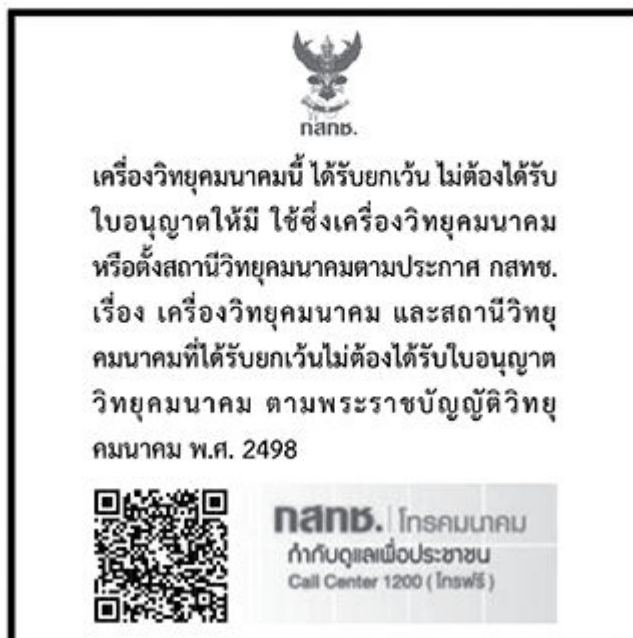 กสทช.
เครื่องวิทยุคมนาคมนี้ ได้รับยกเว้น ไม่ต้องได้รับ
ใบอนุญาตให้มี ใช้ซึ่งเครื่องวิทยุคมนาคม
หรือตั้งสถานีวิทยุคมนาคมตามประกาศ กสทช.
เรื่อง เครื่องวิทยุคมนาคม และสถานีวิทยุ
คมนาคมที่ได้รับยกเว้นไม่ต้องได้รับใบอนุญาต
วิทยุคมนาคม ตามพระราชบัญญัติวิทยุ
คมนาคม พ.ศ. 2498
กสทช. | โทรคมนาคม
กำกับดูแลเพื่อประชาชน
Call Center 1200 ( โทรฟรี )